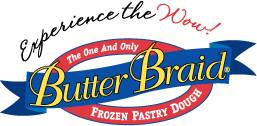 Experience the Wow!
The One And Only
Butter Braid®
Frozen Pastry Dough